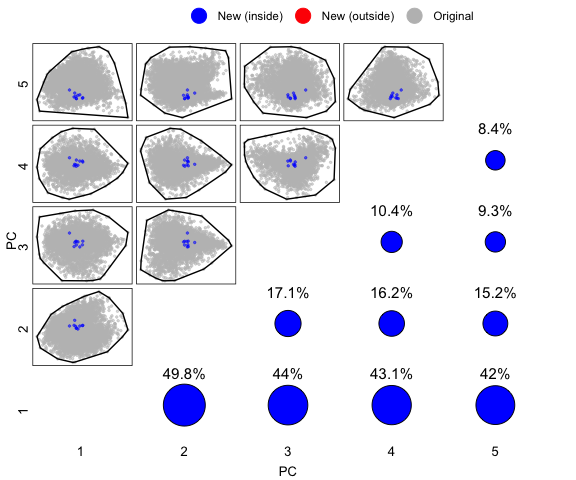 New (inside) New (outside) Original
5
8.4%
4
10.4% 9.3%
PC
3
17.1% 16.2% 15.2%
2
49.8% 44% 43.1% 42%
1
1 2 3 4 5
PC